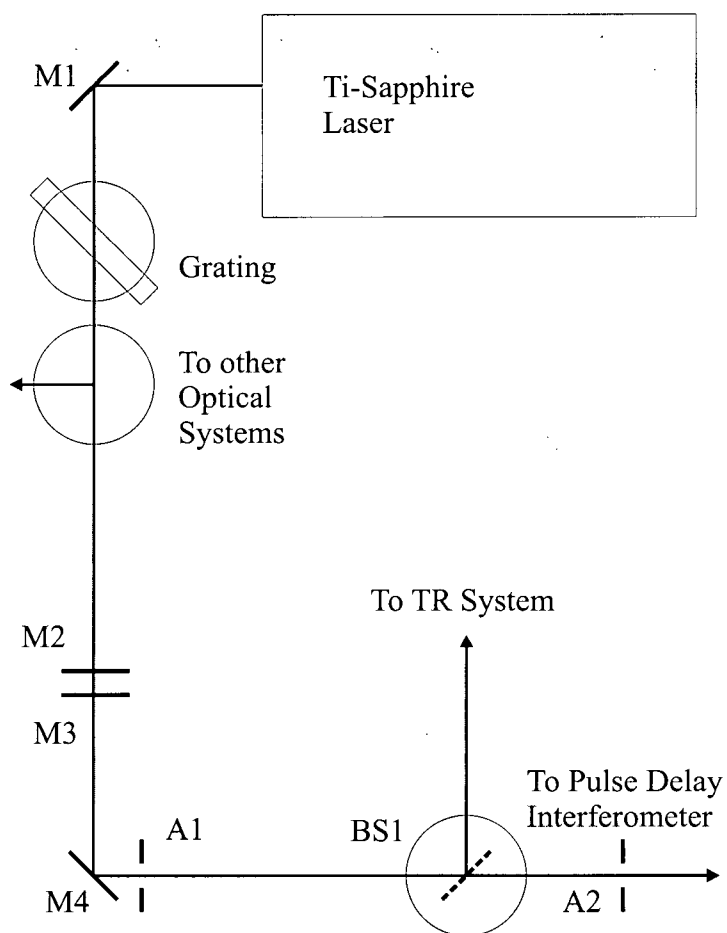 M1
Ti-Sapphire
Laser
Grating
To other
Optical
Systems
To TR System
M2
M3
To Pulse Delay
Interferometer
A1
BS1
M4
A2